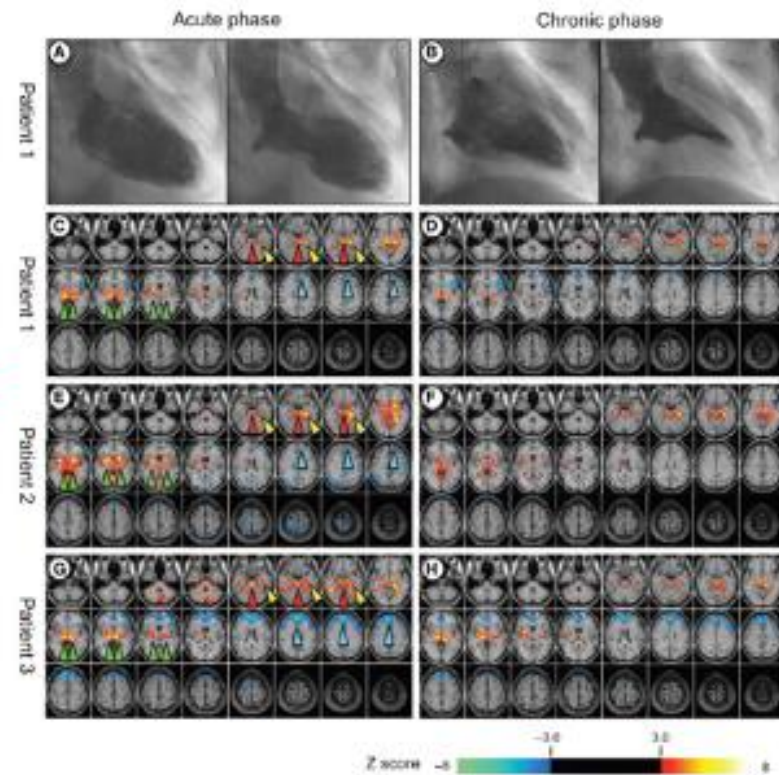 Acute phase
Chronic phase
Patient 1
A
B
Patient 1
C
D
Patient 2
E
F
Patient 3
G
H
Z score
-8
-3.0
3.0
8